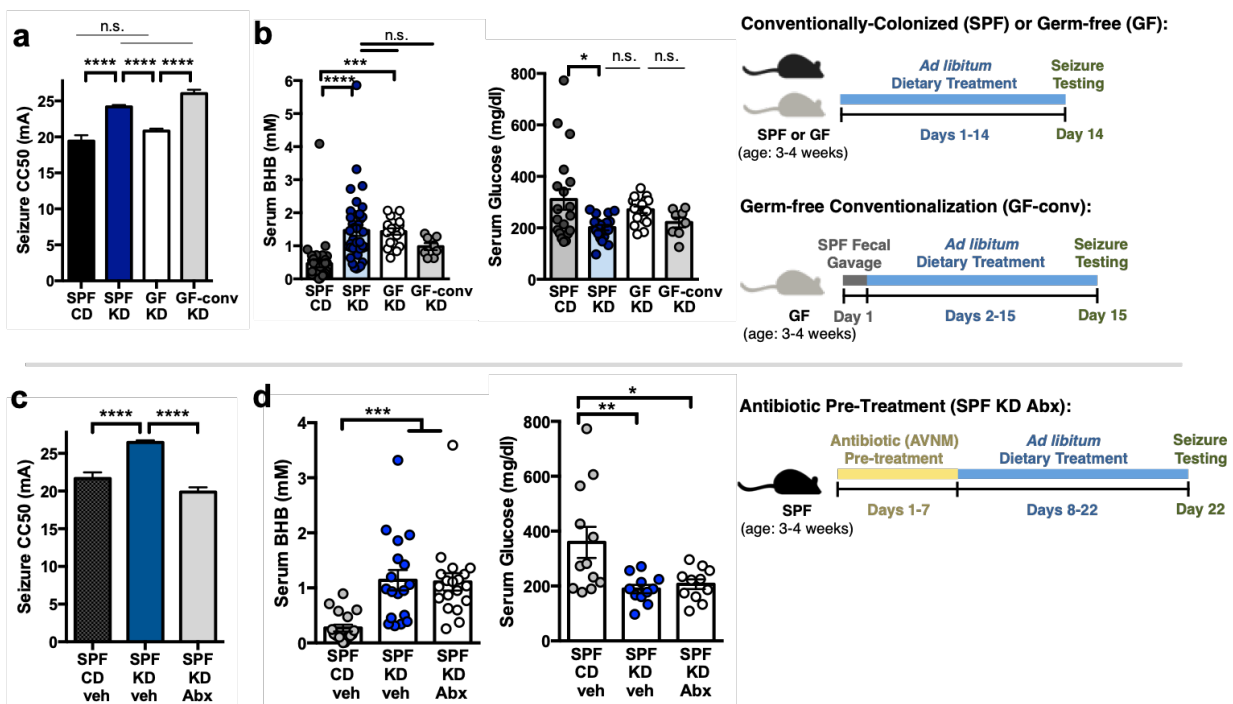 a
n.s.
**** **** ****
Seizure CC50 (mA)
25
20
15
10
5
0
SPF SPF GF GF-conv
CD KD KD KD
b
n.s.
***
****
Serum BHB (mM)
6
5
4
3
2
1
0
SPF SPF GF GF-conv
CD KD KD KD
* n.s. n.s.
Serum Glucose (mg/dl)
800
600
400
200
0
SPF SPF GF GF-conv
CD KD KD KD
Conventionally-Colonized (SPF) or Germ-free (GF):
Ad libitum Seizure
Dietary Treatment Testing
SPF or GF Days 1-14 Day 14
(age: 3-4 weeks)
Germ-free Conventionalization (GF-conv):
SPF Fecal Ad libitum Seizure
Gavage Dietary Treatment Testing
GF Day 1 Days 2-15 Day 15
(age: 3-4 weeks)
c
**** ****
Seizure CC50 (mA)
25
20
15
10
5
0
SPF SPF SPF
CD KD KD
veh veh Abx
d
***
Serum BHB (mM)
4
3
2
1
0
SPF SPF SPF
CD KD KD
veh veh Abx
*
**
Serum Glucose (mg/dl)
800
600
400
200
0
SPF SPF SPF
CD KD KD
veh veh Abx
Antibiotic Pre-Treatment (SPF KD Abx):
Antibiotic (AVNM) Ad libitum Seizure
Pre-treatment Dietary Treatment Testing
SPF Days 1-7 Days 8-22 Day 22
(age: 3-4 weeks)